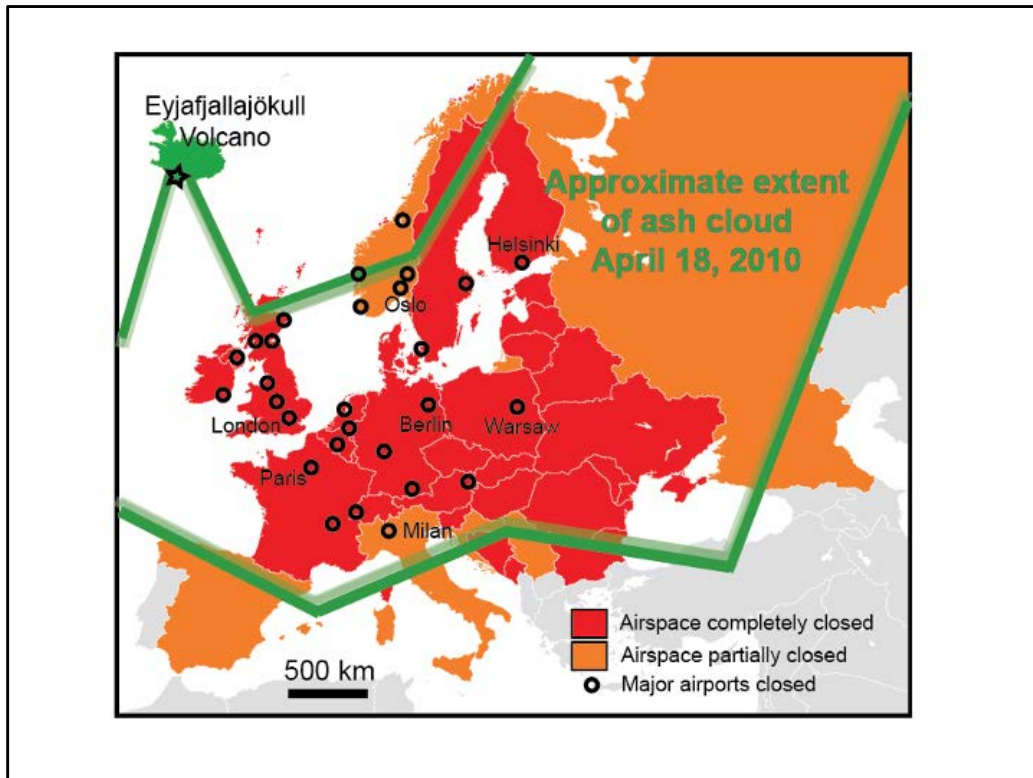 Eyjafjallajökull
Volcano
Approximate extent
of ash cloud
April 18, 2010
Helsinki
Oslo
London
Berlin
Warsaw
Paris
Milan
Airspace completely closed
Airspace partially closed
Major airports closed
500 km